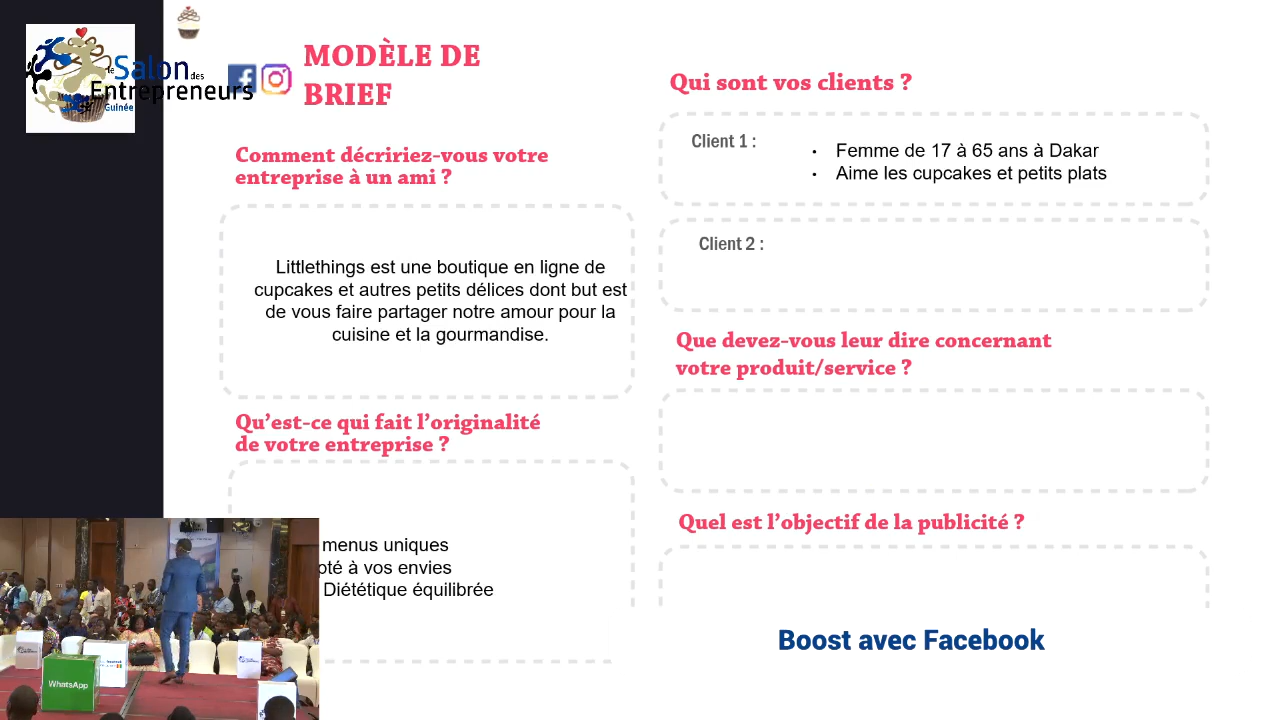 le Salon des
Entrepreneurs
Guinée
MODÈLE DE
BRIEF
Comment décririez-vous votre
entreprise à un ami ?
Littlethings est une boutique en ligne de
cupcakes et autres petits délices dont but est
de vous faire partager notre amour pour la
cuisine et la gourmandise.
Qu’est-ce qui fait l’originalité
de votre entreprise ?
menus uniques
à vos envies
Diététique équilibrée
Qui sont vos clients ?
Client 1 :
• Femme de 17 à 65 ans à Dakar
• Aime les cupcakes et petits plats
Client 2 :
Que devez-vous leur dire concernant
votre produit/service ?
Quel est l’objectif de la publicité ?
Boost avec Facebook
WhatsApp